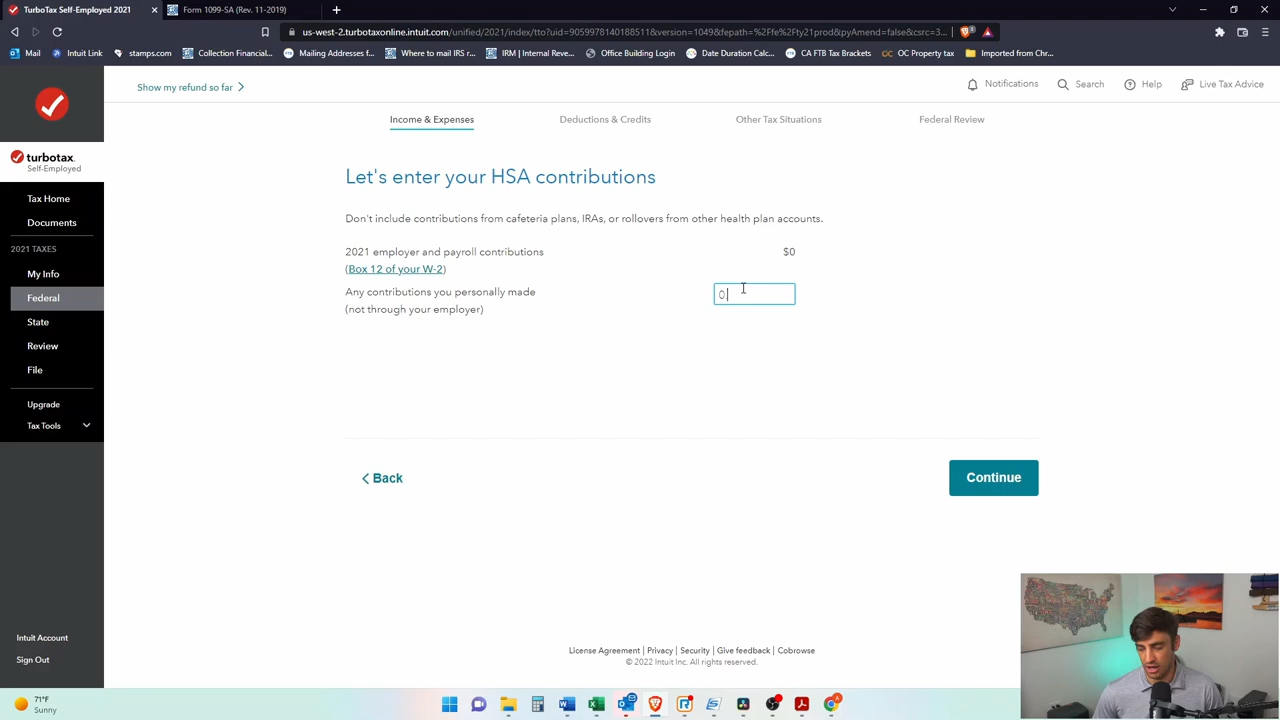 TurboTax Self-Employed 2021
Form 1099-SA (Rev. 11-2019)
us-west-2.turbotaxonline.intuit.com/unified/2021/index/tto?uid=9059978140188511&version=1049&fepath=%2Ffe%2Fty21prod&pyAmend=false&csrc=3...
Mail
Intuit Link
stamps.com
Collection Financial...
Mailing Addresses f...
Where to mail IRS r...
IRM | Internal Rev...
Office Building Online
Date Duration Calc...
CA FTB Tax Brackets
OC Property tax
Imported from Chr...
Show my refund so far
Notifications
Search
Help
Live Tax Advice
Income & Expenses
Deductions & Credits
Other Tax Situations
Federal Review
turbotax
Self-Employed
Tax Home
Documents
2021 TAXES
My Info
Federal
State
Review
File
Upgrade
Tax Tools
Intuit Account
Sign Out
Let's enter your HSA contributions
Don't include contributions from cafeteria plans, IRAs, or rollovers from other health plan accounts.
2021 employer and payroll contributions
(Box 12 of your W-2)
$0
Any contributions you personally made
(not through your employer)
0
Back
Continue
License Agreement | Privacy | Security | Give feedback | Cobrowse
© 2022 Intuit Inc. All rights reserved.
71°F
Sunny